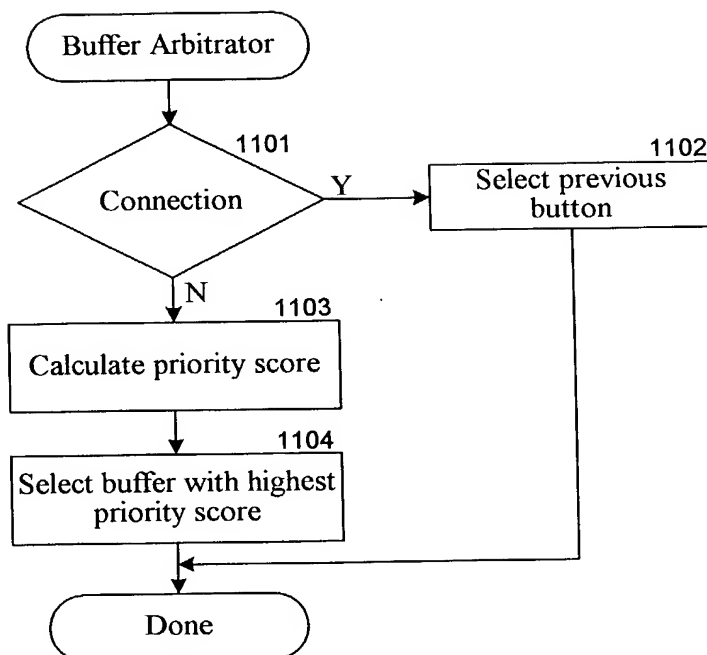 Buffer Arbitrator
1101
Connection
Y
1102
Select previous
button
N
1103
Calculate priority score
1104
Select buffer with highest
priority score
Done